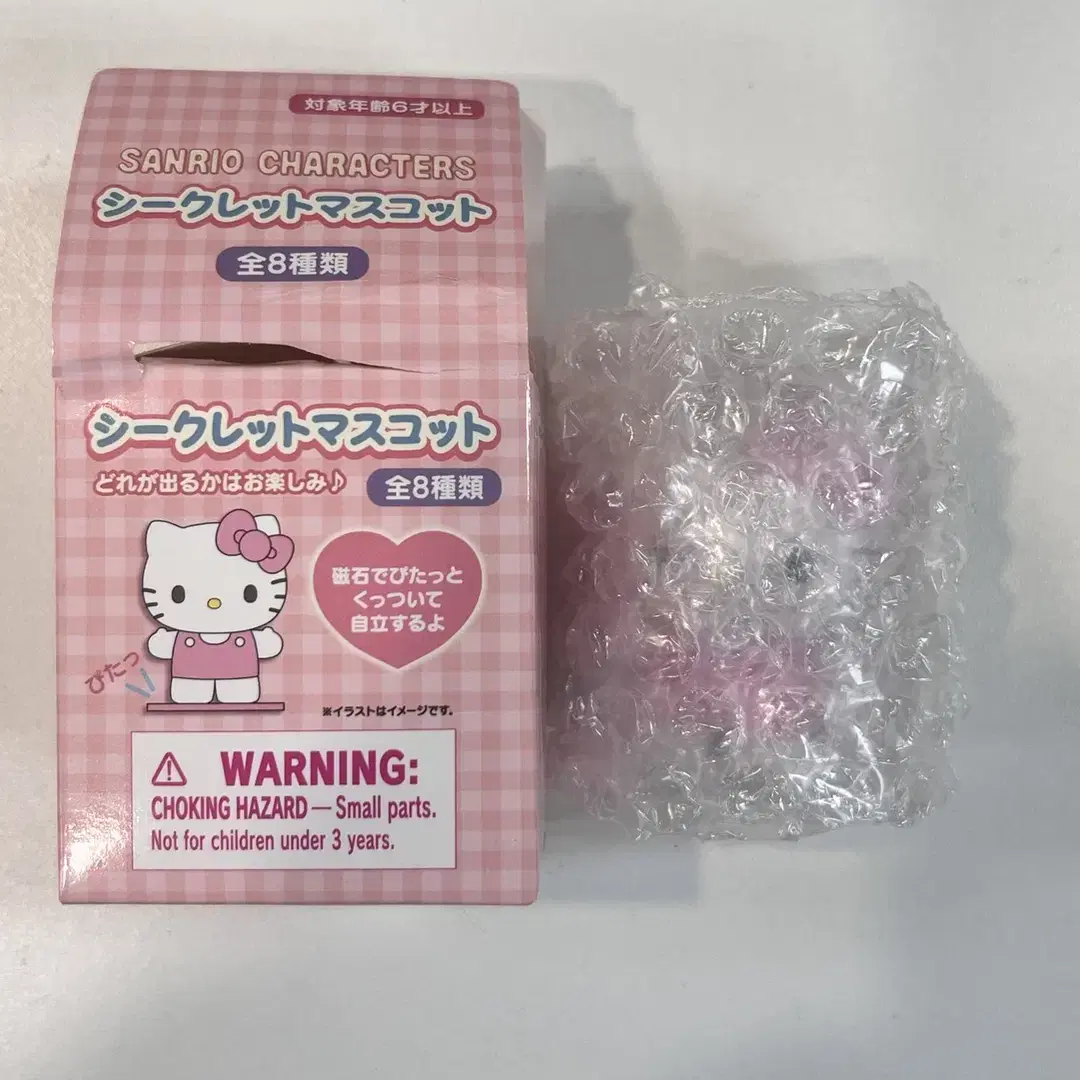 対象年齢6才以上
SANRIO CHARACTERS
シークレットマスコット
全8種類
シークレットマスコット
どれが出るかはお楽しみ♪
全8種類
磁石でぴたっと
くっついて
自立するよ
ぴたっ
※イラストはイメージです。
WARNING:
CHOKING HAZARD — Small parts.
Not for children under 3 years.